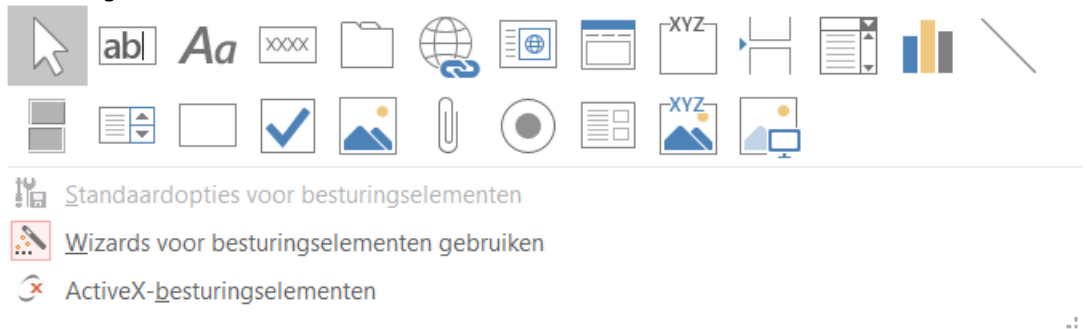 ab Aa XXXX XYZ
XYZ
Standaardopties voor besturingselementen
Wizards voor besturingselementen gebruiken
ActiveX-besturingselementen